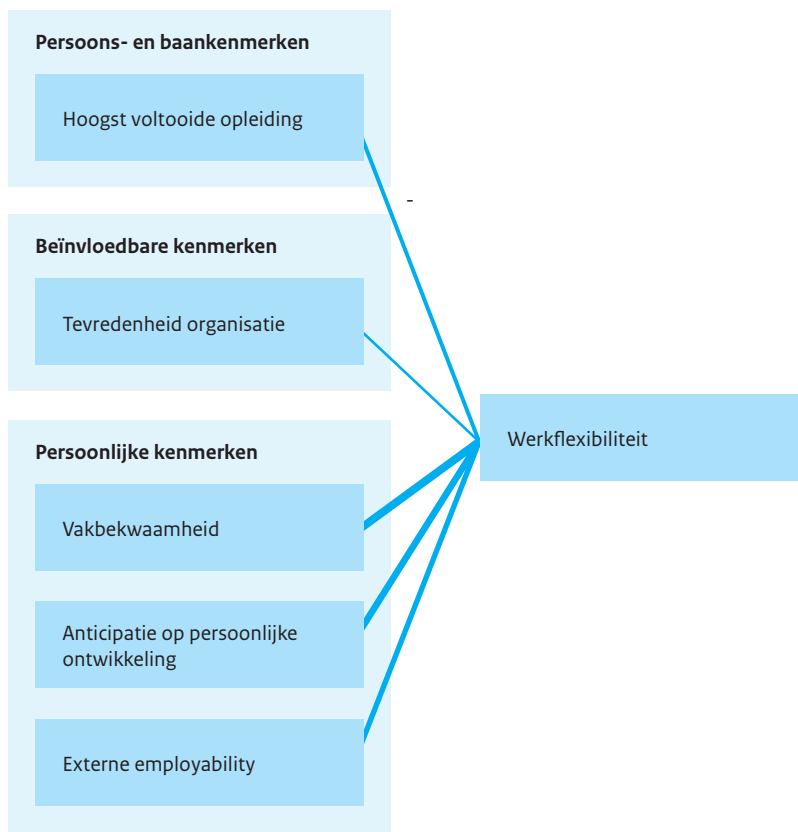 Persoons- en baankenmerken
Hoogst voltooide opleiding
-
Beïnvloedbare kenmerken
Tevredenheid organisatie
Werkflexibiliteit
Persoonlijke kenmerken
Vakbekwaamheid
Anticipatie op persoonlijke
ontwikkeling
Externe employability